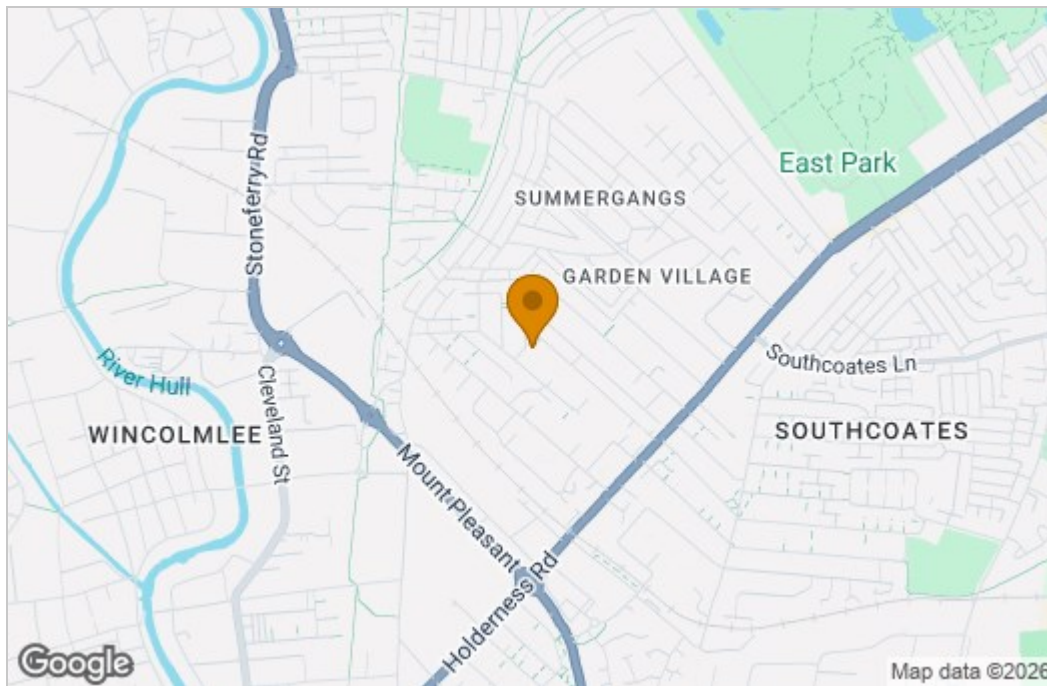 East Park
SUMMERGANGS
GARDEN VILLAGE
Stoneferry Rd
River Hull
Cleveland St
WINCOLMLEE
Mount Pleasant
Holderness Rd
Southcoates Ln
SOUTHCOATES
Google
Map data ©2026